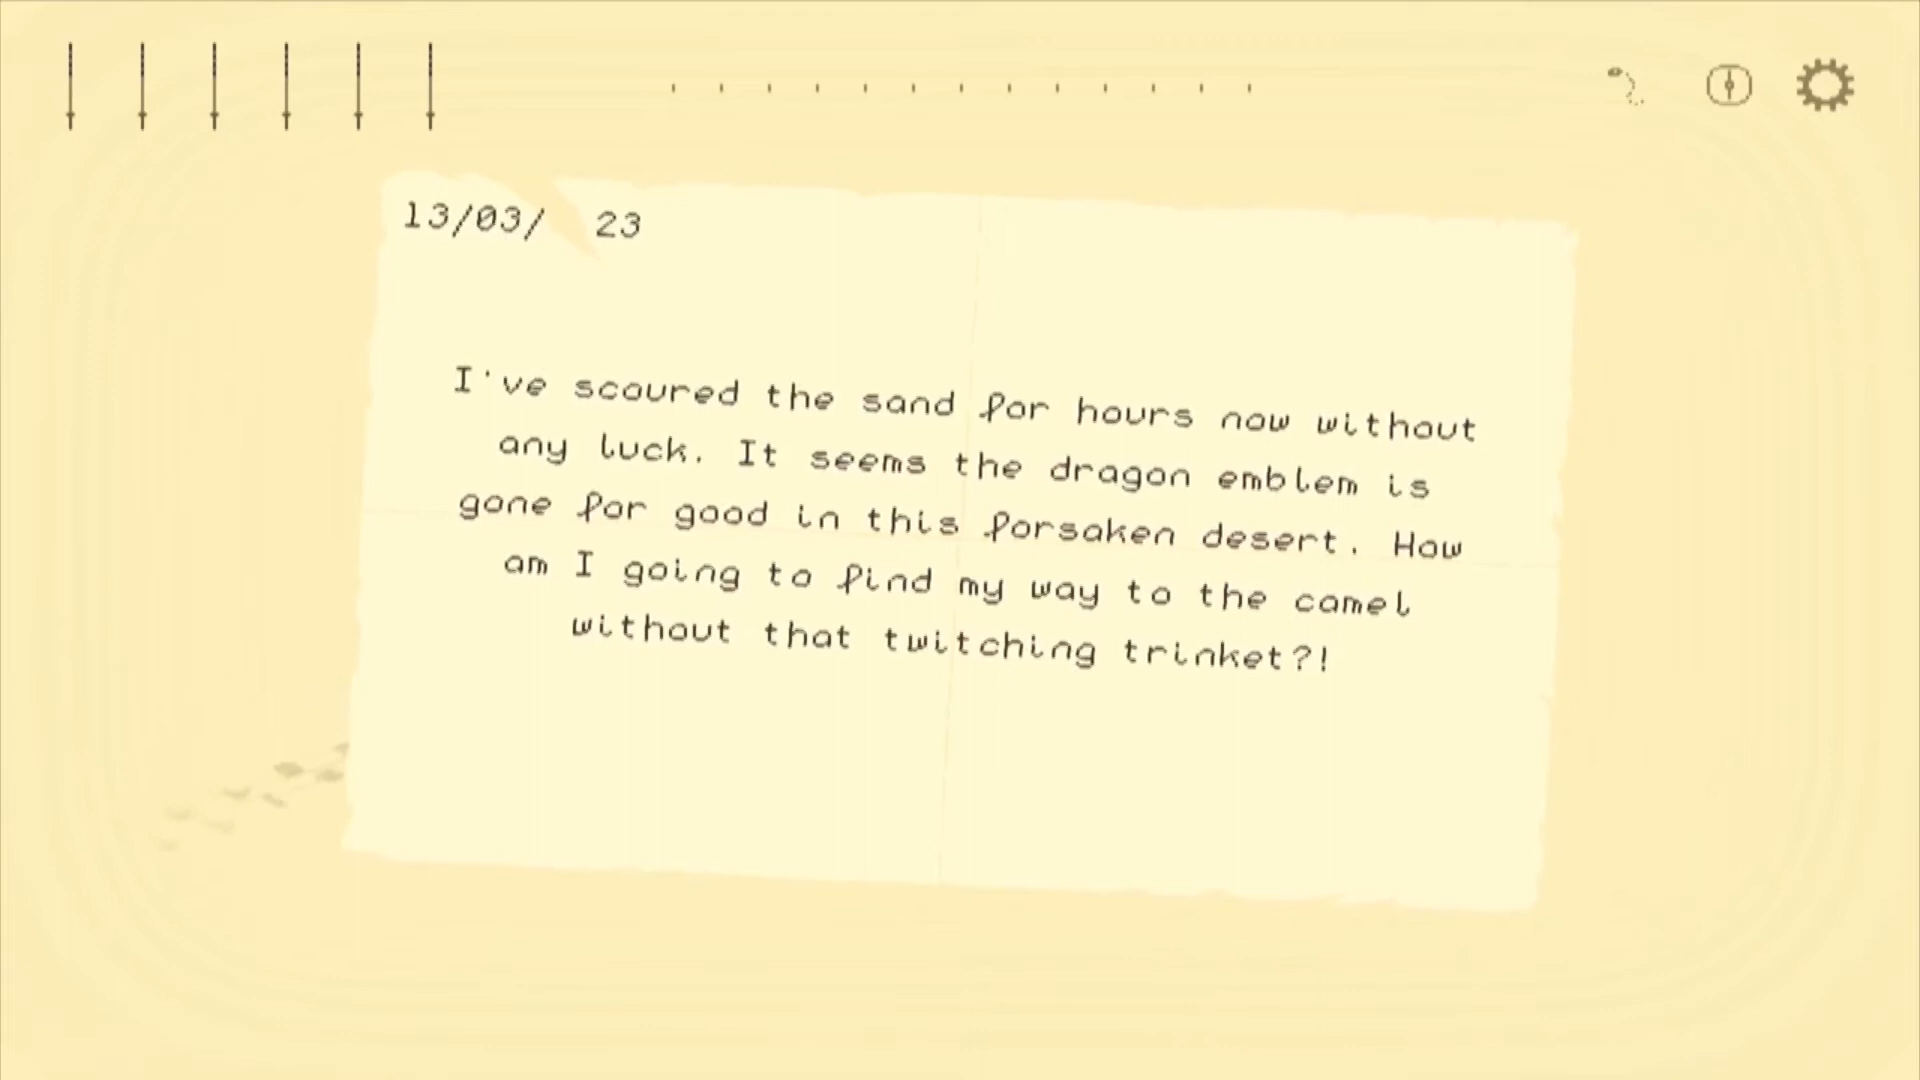 13/03/ 23
I've scoured the sand for hours now without
any luck. It seems the dragon emblem is
gone for good in this forsaken desert. How
am I going to find my way to the camel
without that twitching trinket?!